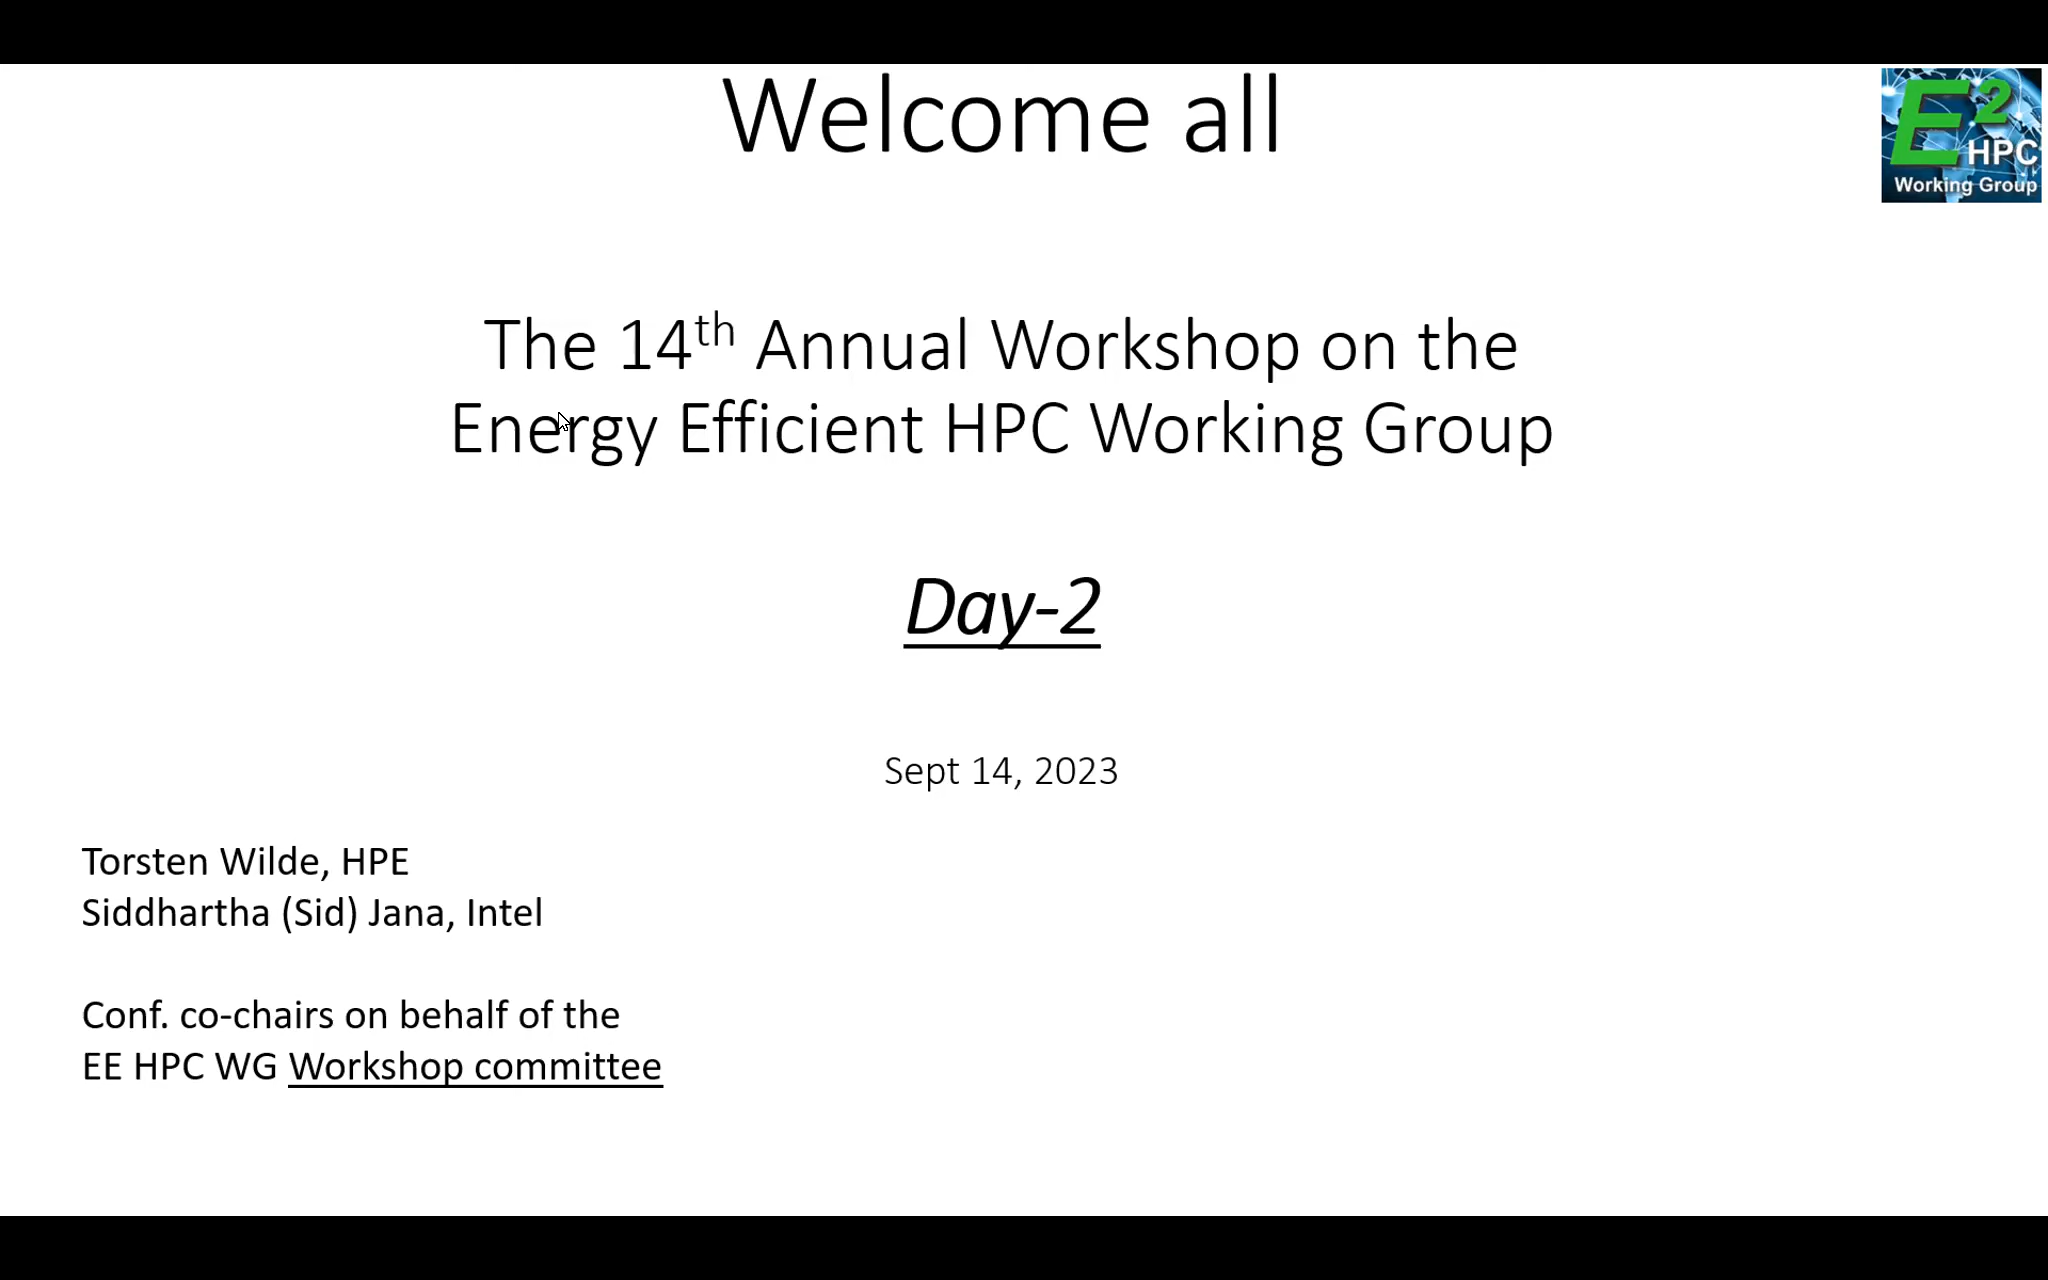 Welcome all
E² HPC
Working Group
The 14th Annual Workshop on the
Energy Efficient HPC Working Group
Day-2
Sept 14, 2023
Torsten Wilde, HPE
Siddhartha (Sid) Jana, Intel
Conf. co-chairs on behalf of the
EE HPC WG Workshop committee